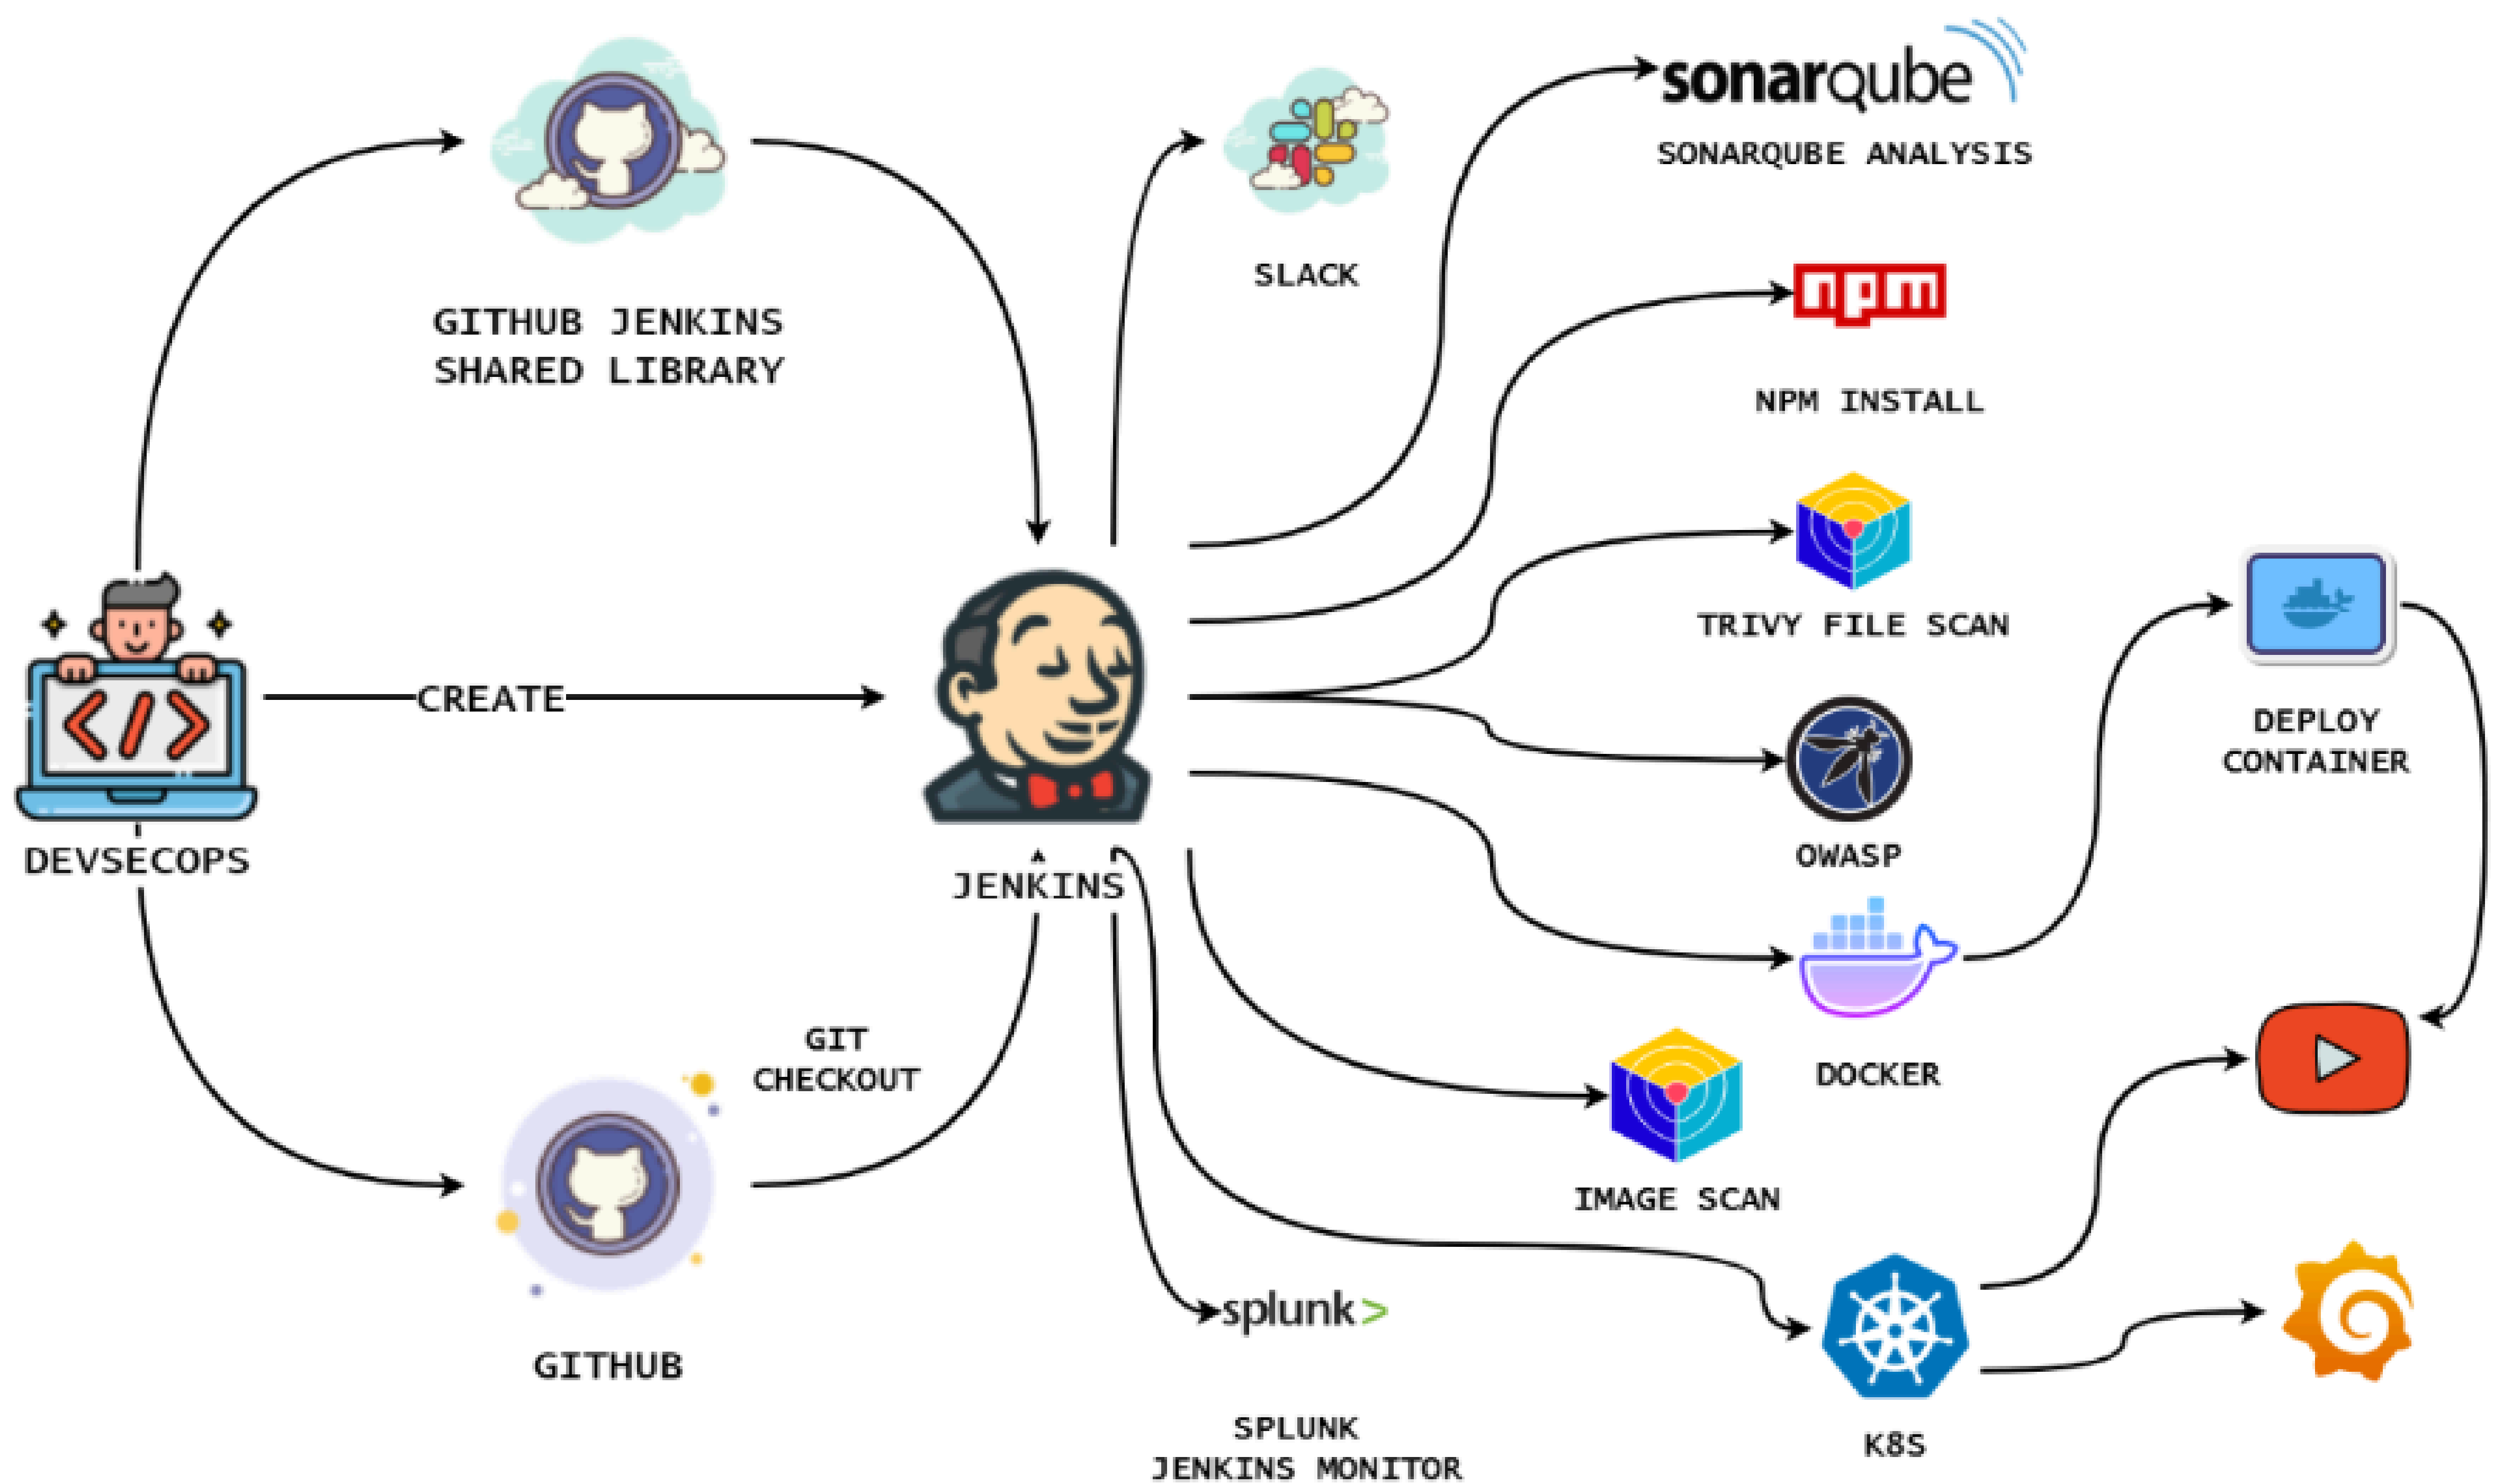 sonarqube
SONARQUBE ANALYSIS
SLACK
GITHUB JENKINS
SHARED LIBRARY
npm
NPM INSTALL
TRIVY FILE SCAN
CREATE
</>
DEVSECOPS
JENKINS
OWASP
DEPLOY
CONTAINER
GIT
CHECKOUT
DOCKER
IMAGE SCAN
splunk>
GITHUB
SPLUNK
JENKINS MONITOR
K8S